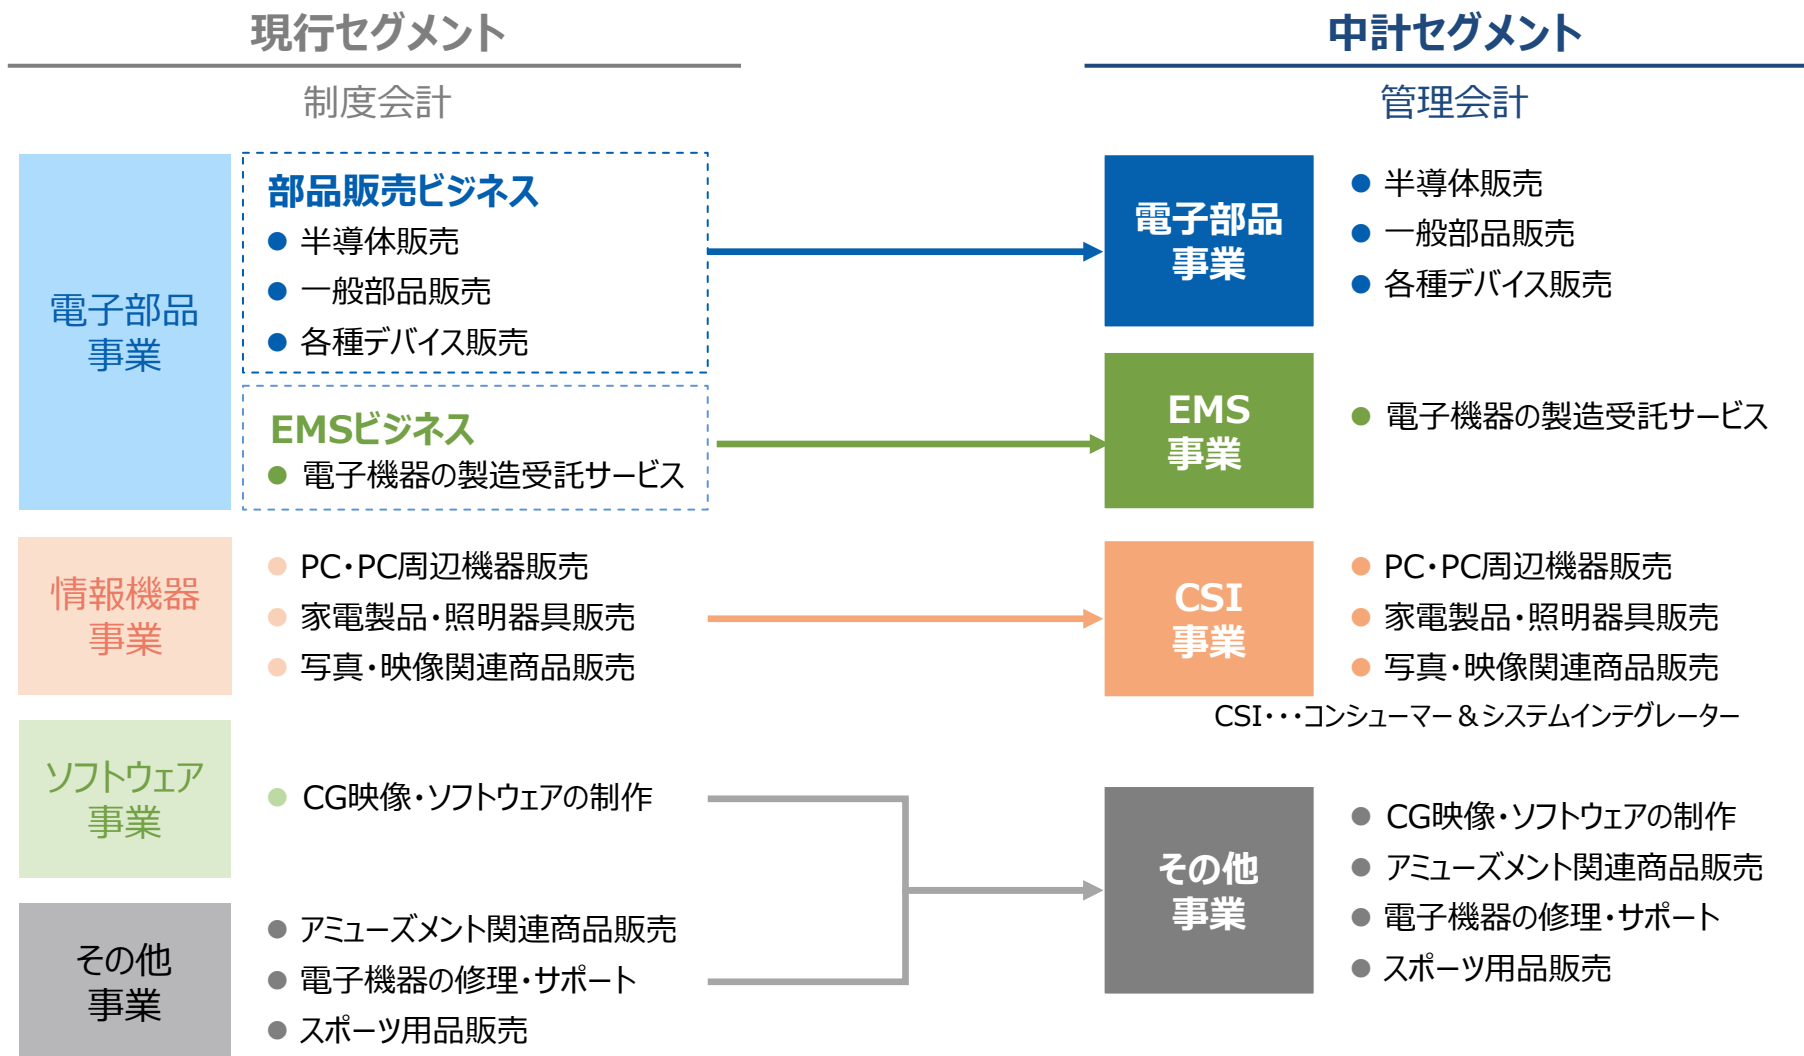 現行セグメント
制度会計
電子部品
事業
部品販売ビジネス
半導体販売
一般部品販売
各種デバイス販売
EMSビジネス
電子機器の製造受託サービス
情報機器
事業
PC・PC周辺機器販売
家電製品・照明器具販売
写真・映像関連商品販売
ソフトウェア
事業
CG映像・ソフトウェアの制作
その他
事業
アミューズメント関連商品販売
電子機器の修理・サポート
スポーツ用品販売
中計セグメント
管理会計
電子部品
事業
半導体販売
一般部品販売
各種デバイス販売
EMS
事業
電子機器の製造受託サービス
CSI
事業
PC・PC周辺機器販売
家電製品・照明器具販売
写真・映像関連商品販売
CSI・・・コンシューマー＆システムインテグレーター
その他
事業
CG映像・ソフトウェアの制作
アミューズメント関連商品販売
電子機器の修理・サポート
スポーツ用品販売